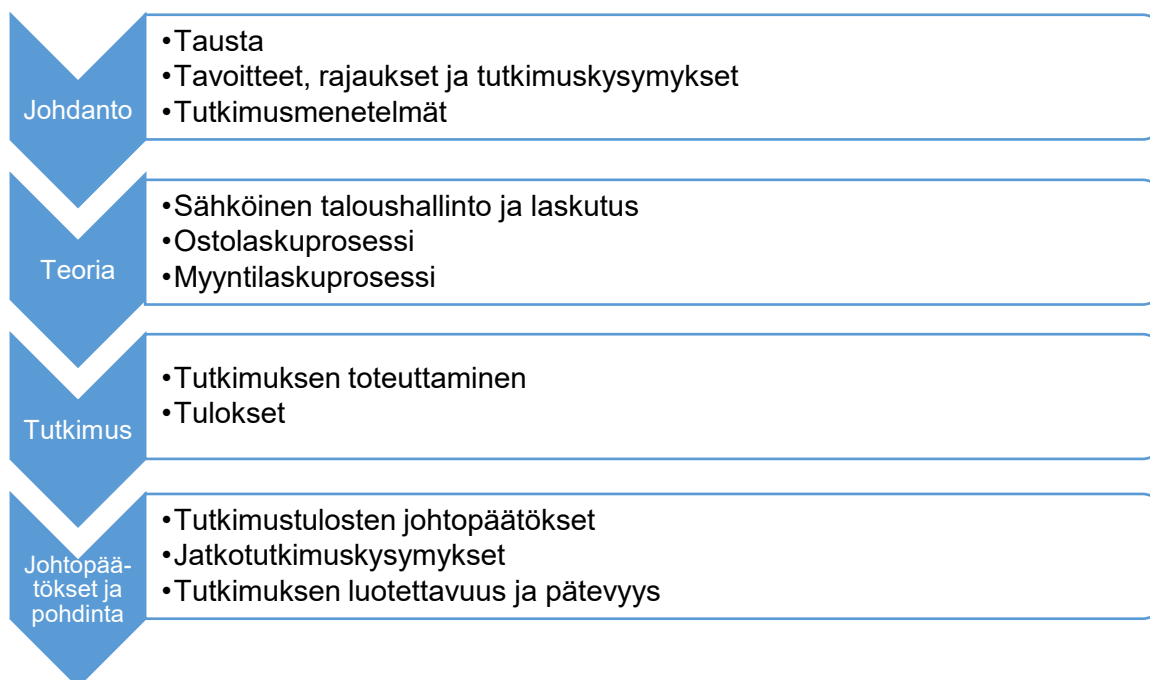 Johdanto
•Tausta
•Tavoitteet, rajaukset ja tutkimuskysymykset
•Tutkimusmenetelmät
Teoria
•Sähköinen taloushallinto ja laskutus
•Ostolaskuprosessi
•Myyntilaskuprosessi
Tutkimus
•Tutkimuksen toteuttaminen
•Tulokset
Johtopää-
tökset ja
pohdinta
•Tutkimustulosten johtopäätökset
•Jatkotutkimuskysymykset
•Tutkimuksen luotettavuus ja pätevyys